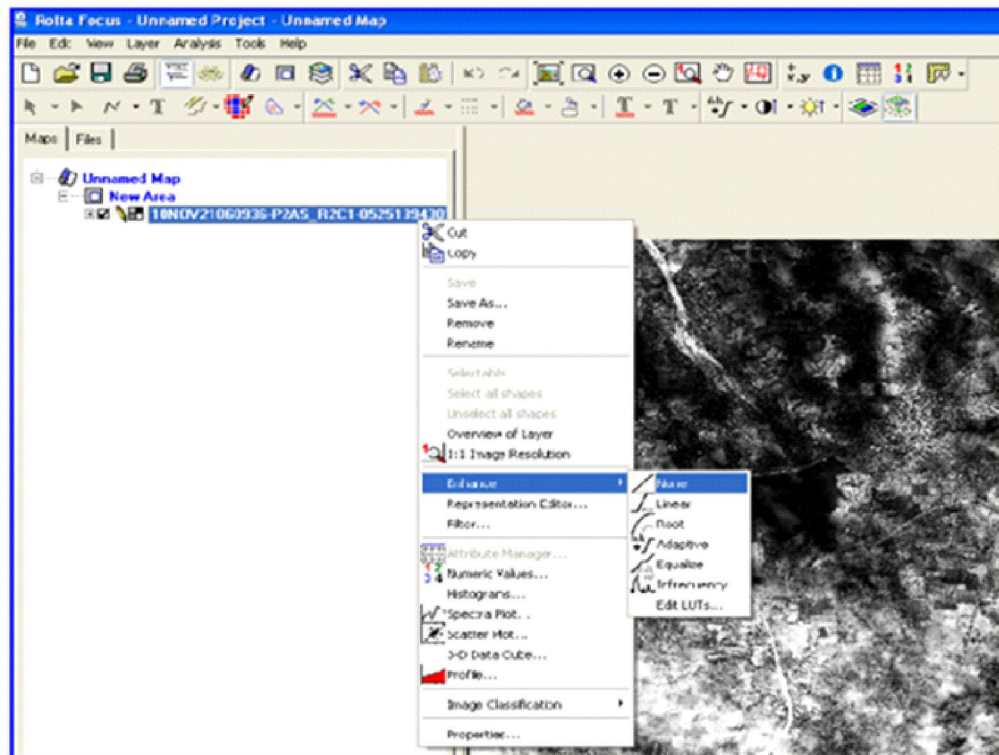 Rolta Focus - Unnamed Project - Unnamed Map
File Edit View Layer Analysis Tools Help
Maps Files
Unnamed Map
New Area
10NOV21060936-P2AS_R2C1-0525139430
Cut
Copy
Save
Save As...
Remove
Rename
Selectable
Select all shapes
Unselect all shapes
Overview of Layer
1:1 Image Resolution
Enhance
Representation Editor...
Filter...
Attribute Manager...
Numeric Values...
Histograms...
Spectra Plot...
Scatter Plot...
3-D Data Cube...
Profile...
Image Classification
Properties...
None
Linear
Root
Adaptive
Equalize
Infrequency
Edit LUTs...